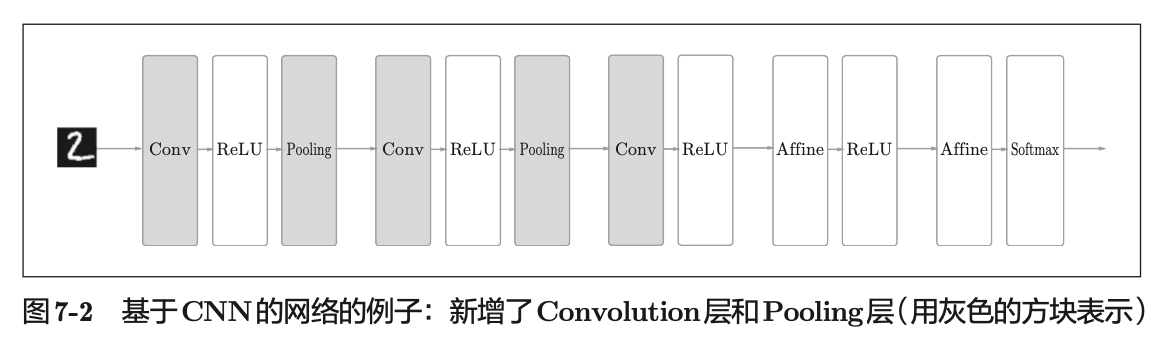 2 Conv ReLU Pooling Conv ReLU Pooling Conv ReLU Affine ReLU Affine Softmax
图7-2 基于CNN的网络的例子：新增了Convolution层和Pooling层（用灰色的方块表示）